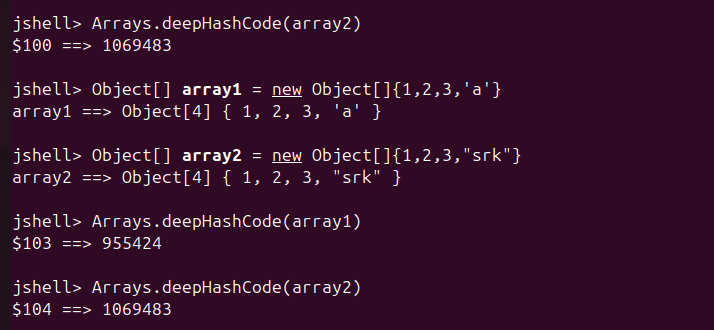 jshell> Arrays.deepHashCode(array2)
$100 ==> 1069483
jshell> Object[] array1 = new Object[]{1,2,3,'a'}
array1 ==> Object[4] { 1, 2, 3, 'a' }
jshell> Object[] array2 = new Object[]{1,2,3,"srk"}
array2 ==> Object[4] { 1, 2, 3, "srk" }
jshell> Arrays.deepHashCode(array1)
$103 ==> 955424
jshell> Arrays.deepHashCode(array2)
$104 ==> 1069483